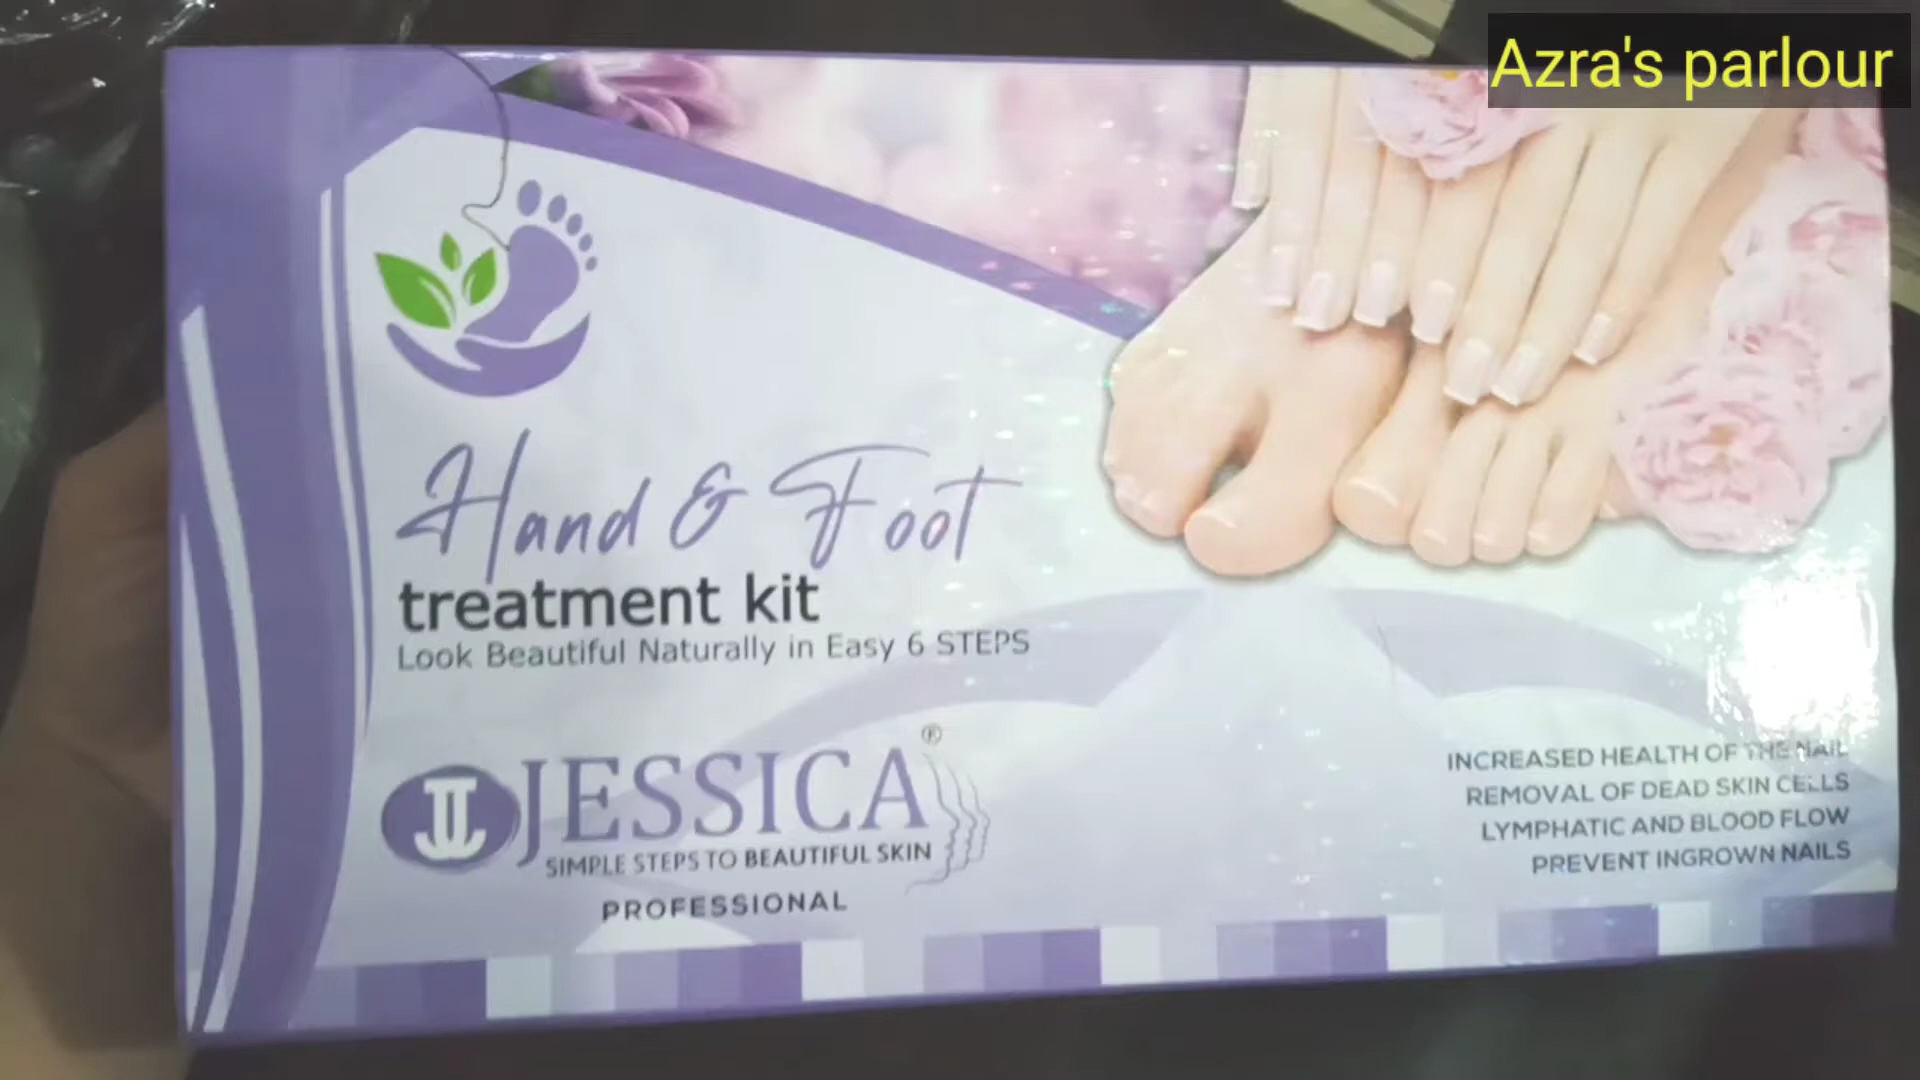 Azra's parlour
Hand & Foot
treatment kit
Look Beautiful Naturally in Easy 6 STEPS
JESSICA®
SIMPLE STEPS TO BEAUTIFUL SKIN
PROFESSIONAL
INCREASED HEALTH OF THE NAIL
REMOVAL OF DEAD SKIN CELLS
LYMPHATIC AND BLOOD FLOW
PREVENT INGROWN NAILS